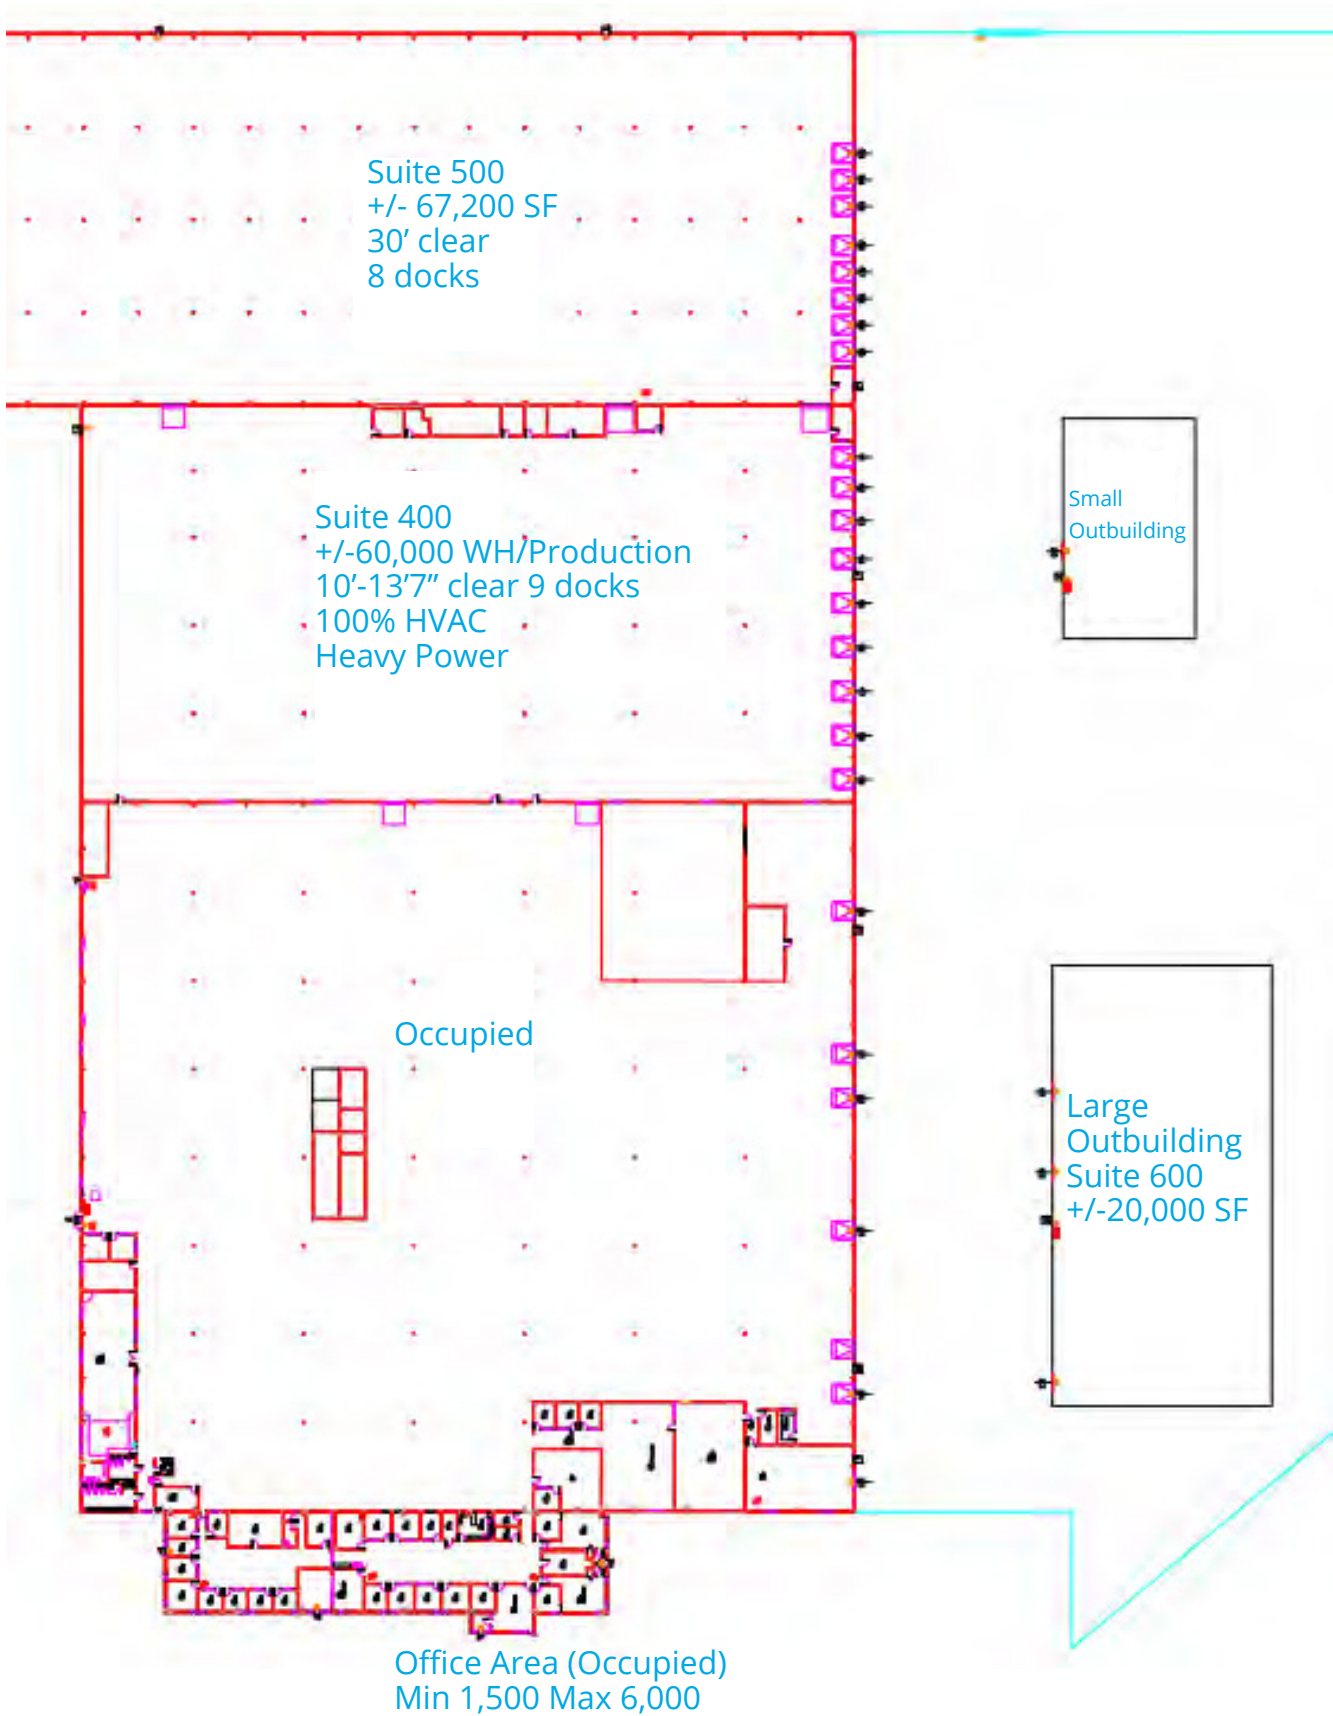 Suite 500
+/- 67,200 SF
30’ clear
8 docks
Suite 400
+/-60,000 WH/Production
10’-13’7” clear 9 docks
100% HVAC
Heavy Power
Small
Outbuilding
Occupied
Large
Outbuilding
Suite 600
+/-20,000 SF
Office Area (Occupied)
Min 1,500 Max 6,000